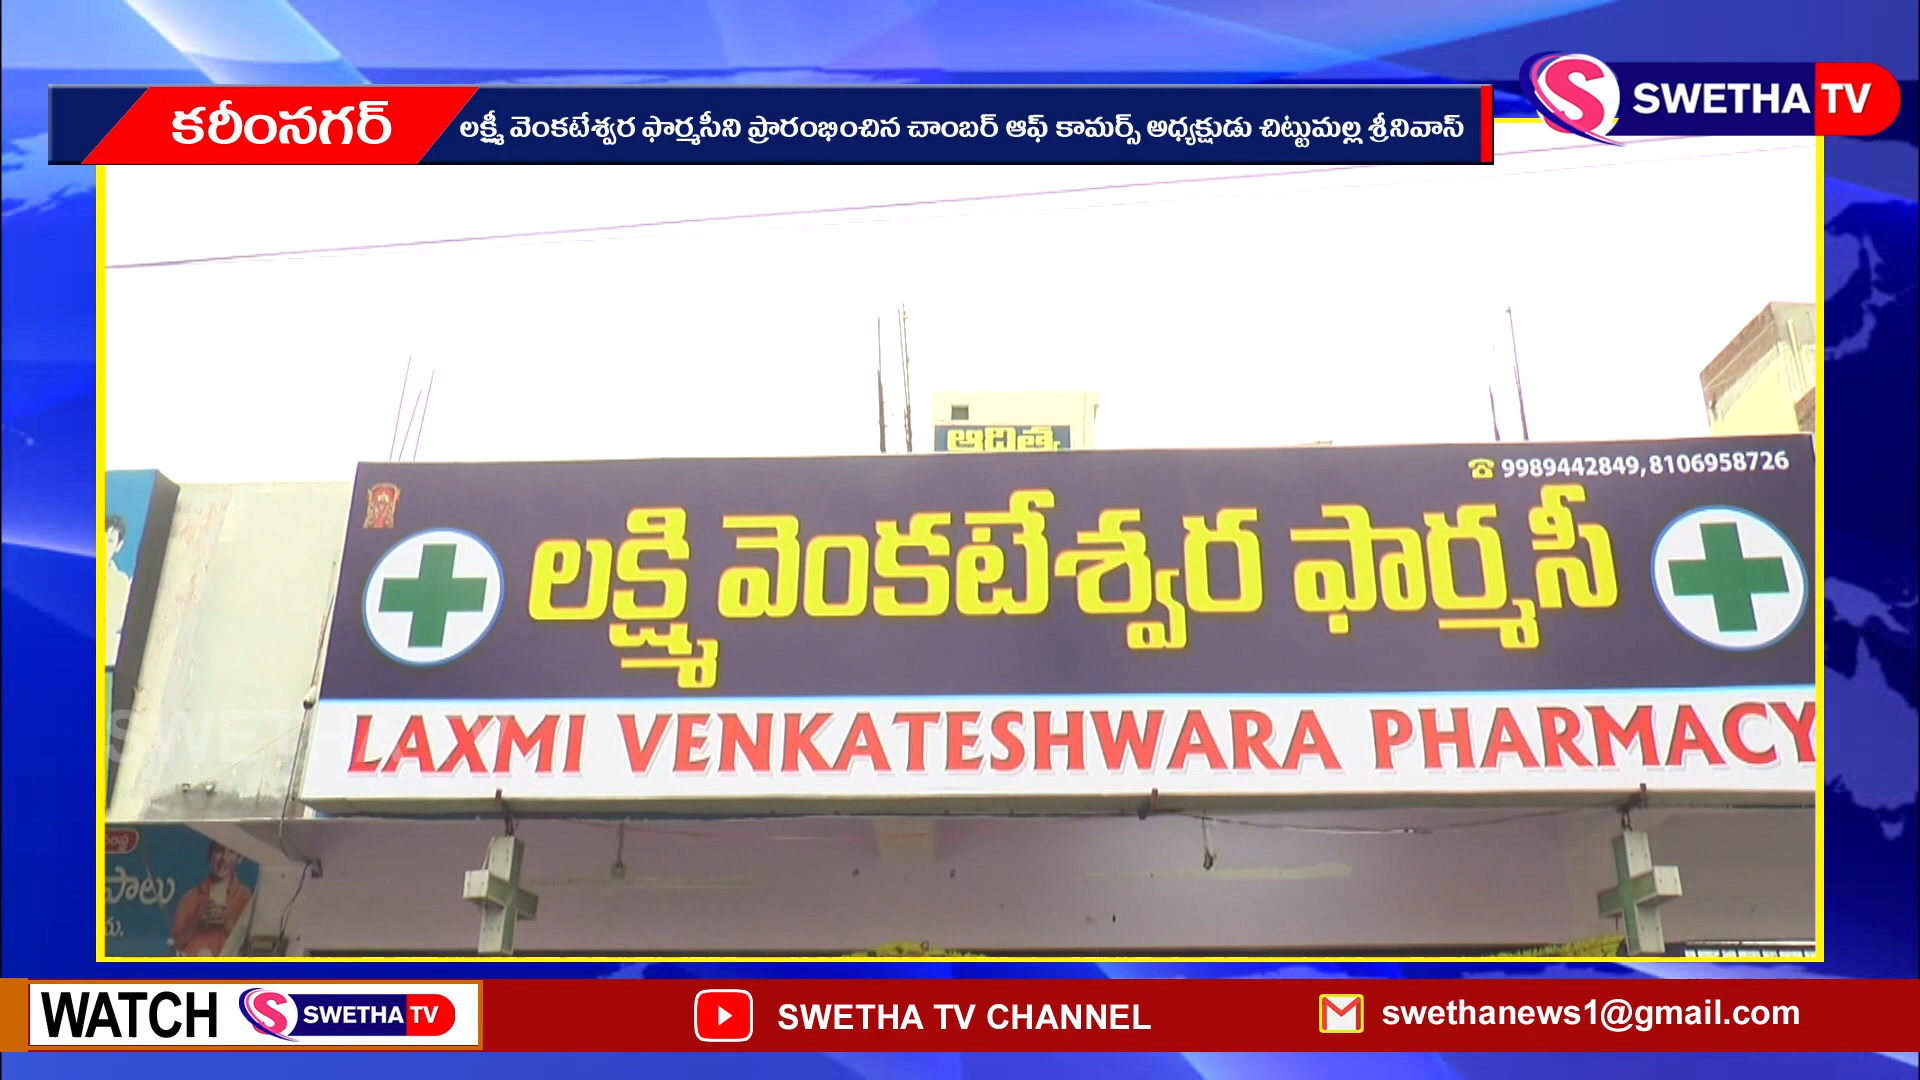 SWETHA TV
కరీంనగర్
లక్ష్మీ వెంకటేశ్వర ఫార్మసీని ప్రారంభించిన చాంబర్ ఆఫ్ కామర్స్ అధ్యక్షుడు చిట్టుమల్ల శ్రీనివాస్
ఆదిత్య
9989442849, 8106958726
లక్ష్మి వెంకటేశ్వర ఫార్మసీ
LAXMI VENKATESHWARA PHARMACY
SWETHA
పాలు
WATCH SWETHA TV
SWETHA TV CHANNEL
swethanews1@gmail.com